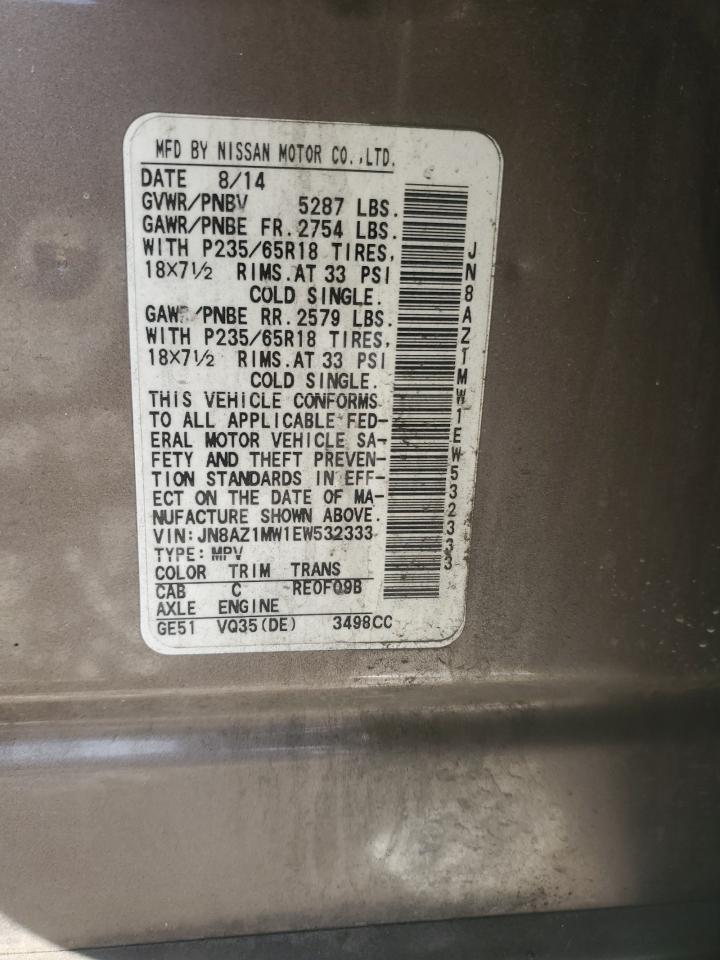 MFD BY NISSAN MOTOR CO.,LTD.
DATE 8/14
GVWR/PNBV 5287 LBS.
GAWR/PNBE FR.2754 LBS.
WITH P235/65R18 TIRES,
18×7½ RIMS.AT 33 PSI
COLD SINGLE.
GAWR/PNBE RR.2579 LBS.
WITH P235/65R18 TIRES,
18×7½ RIMS.AT 33 PSI
COLD SINGLE.
THIS VEHICLE CONFORMS
TO ALL APPLICABLE FED-
ERAL MOTOR VEHICLE SA-
FETY AND THEFT PREVEN-
TION STANDARDS IN EFF-
ECT ON THE DATE OF MA-
NUFACTURE SHOWN ABOVE.
VIN:JN8AZ1MW1EW532333
TYPE: MPV
COLOR TRIM TRANS
CAB C RE0F09B
AXLE ENGINE
GE51 VQ35(DE) 3498CC
JN8AZ1MW1EW532333